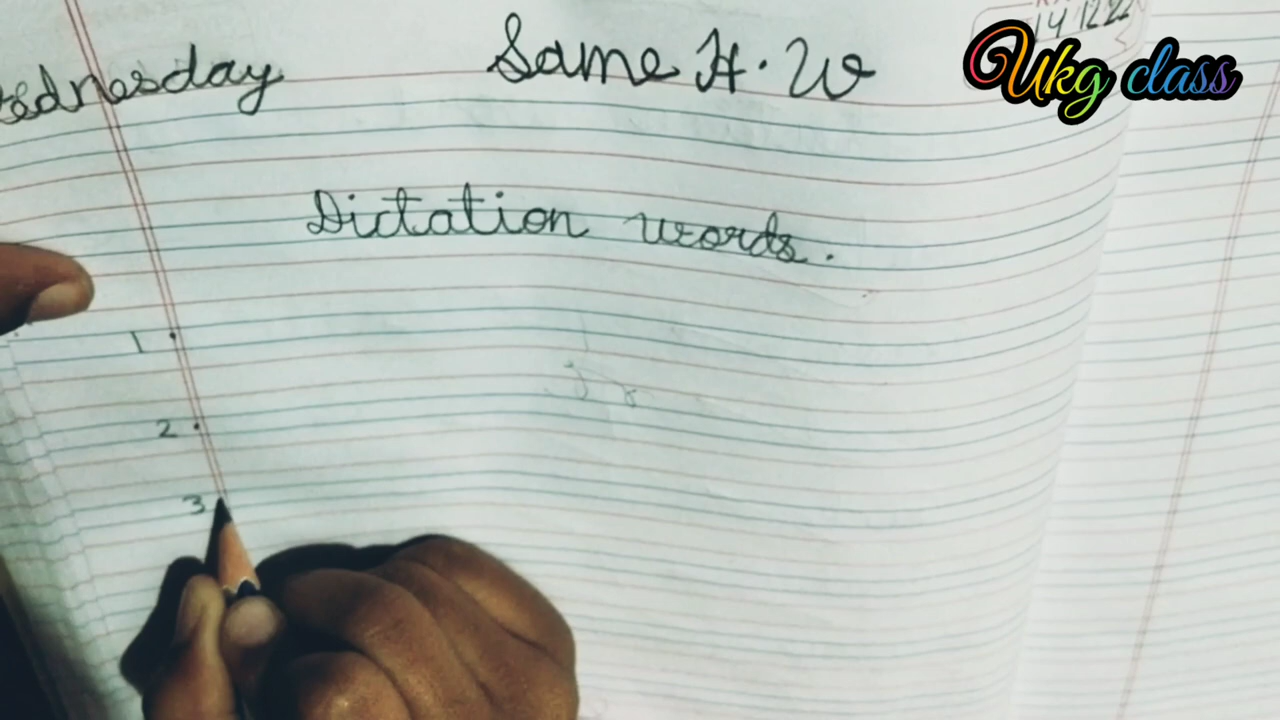 14 12 22
Wednesday Same H.W
Ukg class
Dictation words.
1.
2.
3